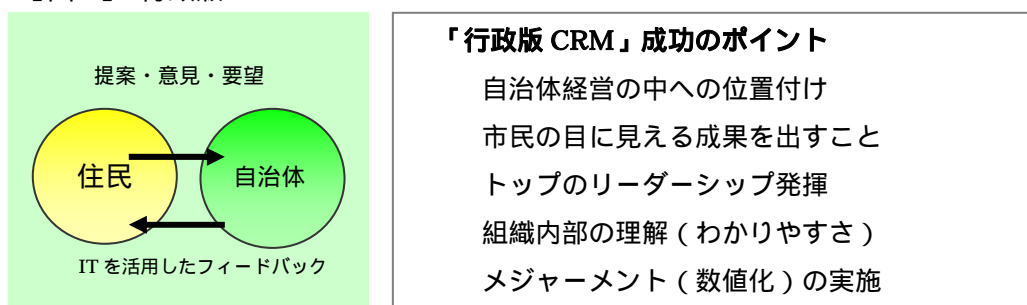 提案・意見・要望
住民
自治体
ITを活用したフィードバック
「行政版 CRM」成功のポイント
自治体経営の中への位置付け
市民の目に見える成果を出すこと
トップのリーダーシップ発揮
組織内部の理解(わかりやすさ)
メジャーメント(数値化)の実施